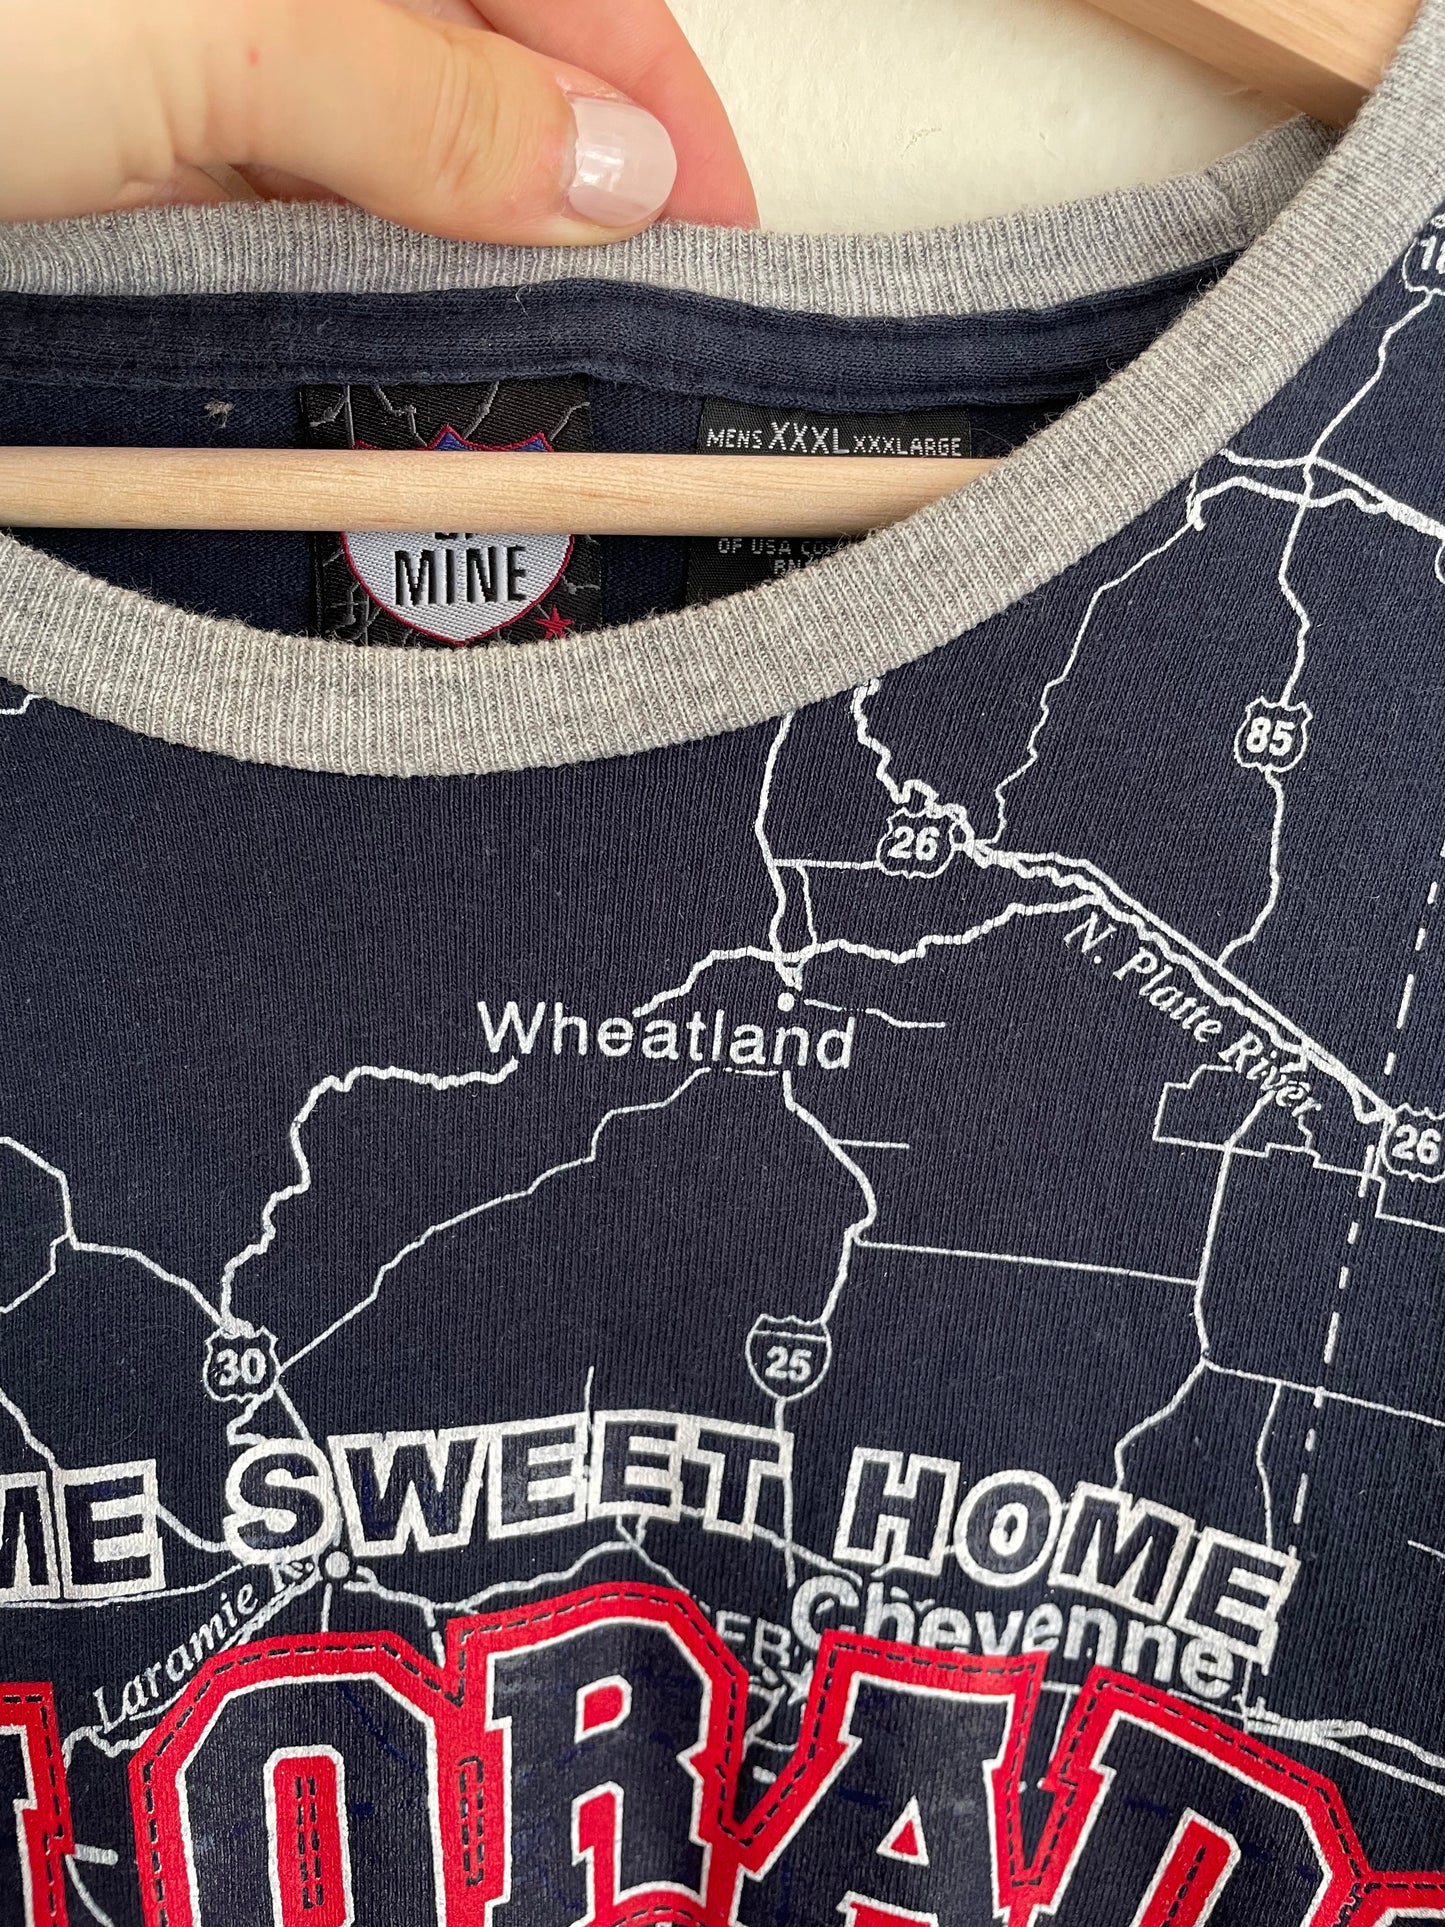 MENS XXXL XXXLARGE
MINE
OF USA
85
26
N. Platte River
Wheatland
26
30
25
ME SWEET HOME
Laramie
Cheyenne
ORAD